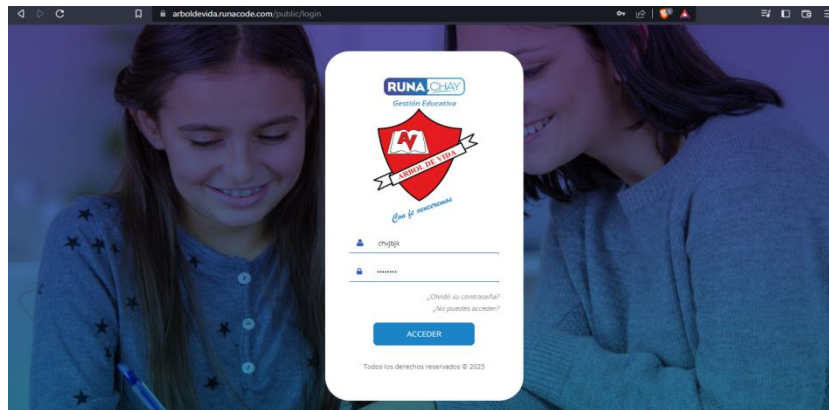 arboldevida.runacode.com/public/login
RUNA CHAY
Gestión Educativa
AV
ARBOL DE VIDA
Con fe venceremos
chvjbjk
••••••••
¿Olvidó su contraseña?
¿No puedes acceder?
ACCEDER
Todos los derechos reservados © 2023